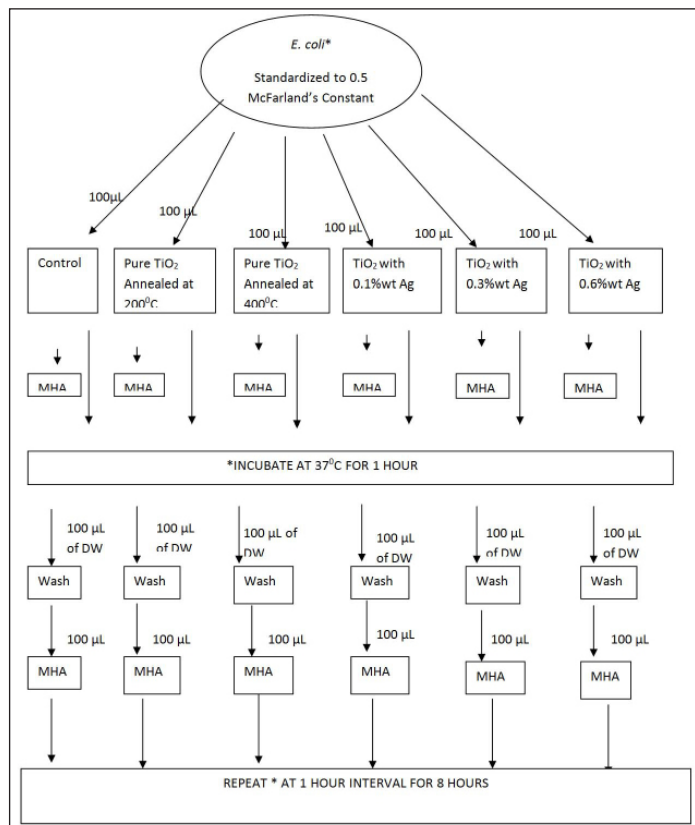 E. coli*
Standardized to 0.5
McFarland's Constant
100µL
100 µL
100 µL
100 µL
100 µL
100 µL
Control
Pure TiO₂
Annealed at
200⁰C
Pure TiO₂
Annealed at
400⁰C
TiO₂ with
0.1%wt Ag
TiO₂ with
0.3%wt Ag
TiO₂ with
0.6%wt Ag
MHA
MHA
MHA
MHA
MHA
MHA
*INCUBATE AT 37⁰C FOR 1 HOUR
100 µL
of DW
100 µL
of DW
100 µL of
DW
100 µL
of DW
100 µL
of DW
100 µL
of DW
Wash
Wash
Wash
Wash
Wash
Wash
100 µL
100 µL
100 µL
100 µL
100 µL
100 µL
MHA
MHA
MHA
MHA
MHA
MHA
REPEAT * AT 1 HOUR INTERVAL FOR 8 HOURS